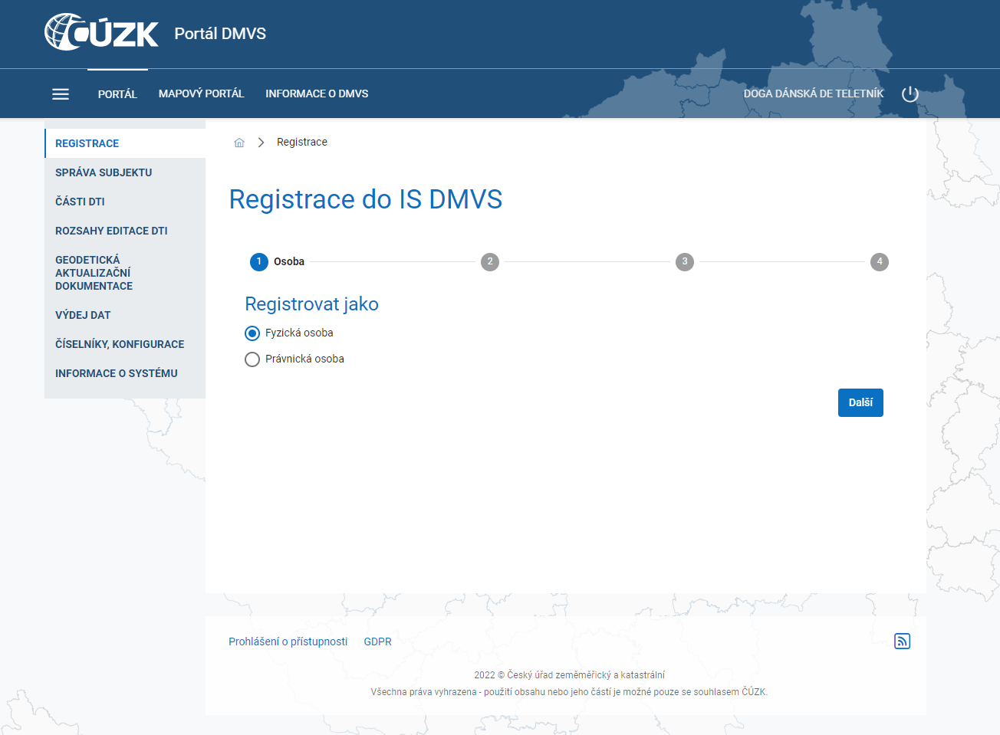 ČÚZK Portál DMVS
PORTÁL MAPOVÝ PORTÁL INFORMACE O DMVS DOGA DÁNSKÁ DE TELETNÍK
REGISTRACE
SPRÁVA SUBJEKTU
ČÁSTI DTI
ROZSAHY EDITACE DTI
GEODETICKÁ
AKTUALIZAČNÍ
DOKUMENTACE
VÝDEJ DAT
ČÍSELNÍKY, KONFIGURACE
INFORMACE O SYSTÉMU
Registrace
Registrace do IS DMVS
1 Osoba 2 3 4
Registrovat jako
Fyzická osoba
Právnická osoba
Další
Prohlášení o přístupnosti GDPR
2022 © Český úřad zeměměřický a katastrální
Všechna práva vyhrazena - použití obsahu nebo jeho částí je možné pouze se souhlasem ČÚZK.